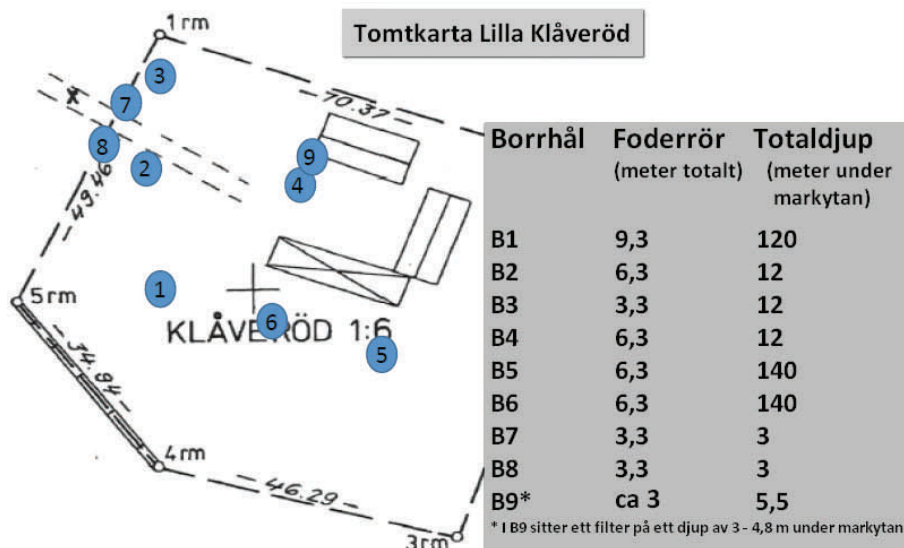 Tomtkarta Lilla Klåveröd
1 rm
70.37
3
7
8
2
9
4
49.46
1
5 rm
6
KLÅVERÖD 1:6
5
34.94
4 rm
46.29
3 rm
Borrhål Foderrör Totaldjup
(meter totalt) (meter under
markytan)
B1 9,3 120
B2 6,3 12
B3 3,3 12
B4 6,3 12
B5 6,3 140
B6 6,3 140
B7 3,3 3
B8 3,3 3
B9* ca 3 5,5
* I B9 sitter ett filter på ett djup av 3 - 4,8 m under markytan